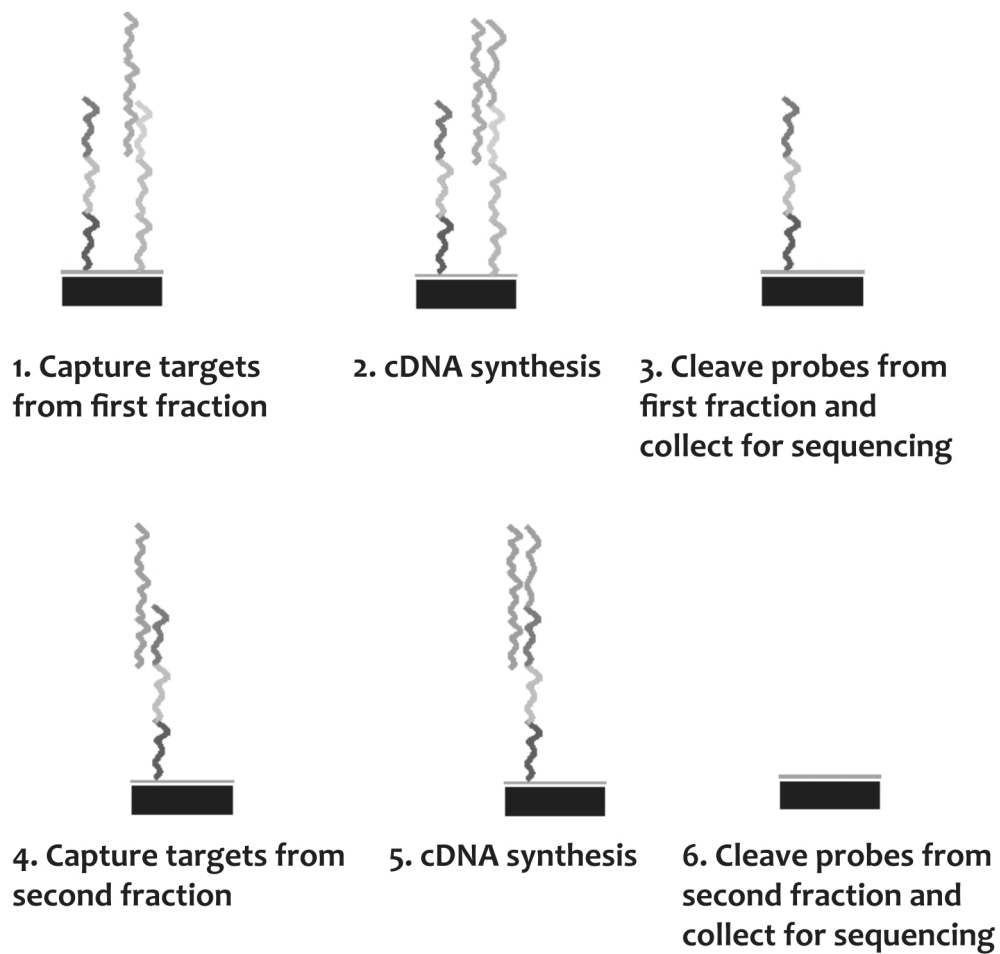 1. Capture targets
from first fraction
2. cDNA synthesis
3. Cleave probes from
first fraction and
collect for sequencing
4. Capture targets from
second fraction
5. cDNA synthesis
6. Cleave probes from
second fraction and
collect for sequencing